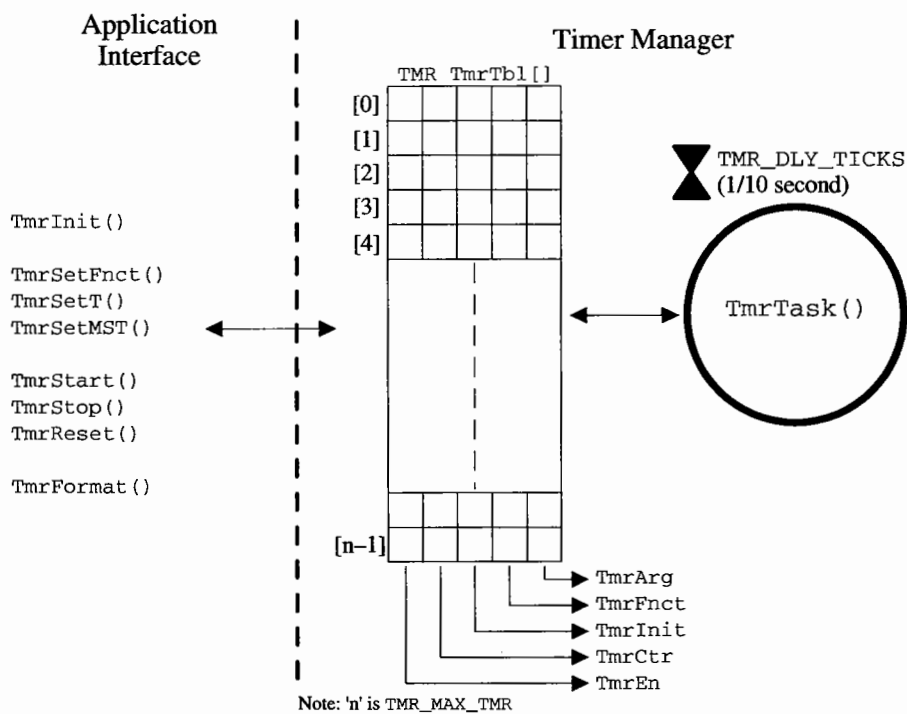 Application
Interface
Timer Manager
TMR TmrTbl[]
[0]
[1]
[2]
[3]
[4]
[n–1]
TMR_DLY_TICKS
(1/10 second)
TmrTask()
TmrInit()
TmrSetFnct()
TmrSetT()
TmrSetMST()
TmrStart()
TmrStop()
TmrReset()
TmrFormat()
TmrArg
TmrFnct
TmrInit
TmrCtr
TmrEn
Note: 'n' is TMR_MAX_TMR